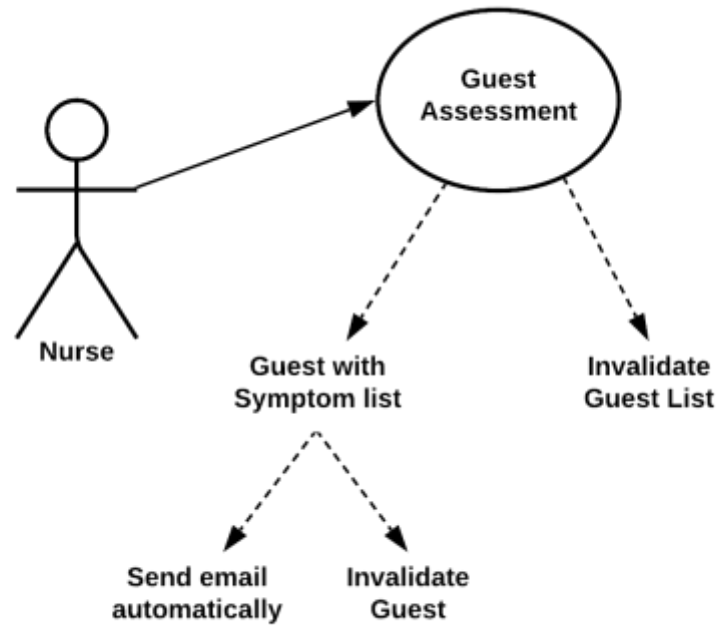 Guest
Assessment
Nurse
Guest with
Symptom list
Invalidate
Guest List
Send email
automatically
Invalidate
Guest